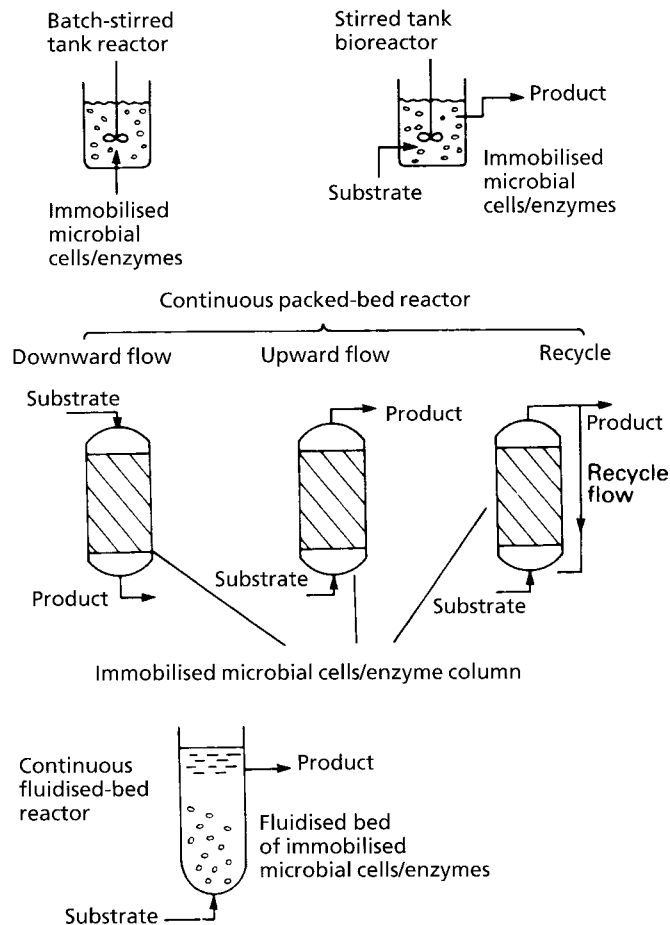 Batch-stirred
tank reactor
Immobilised
microbial
cells/enzymes
Stirred tank
bioreactor
Product
Substrate
Immobilised
microbial
cells/enzymes
Continuous packed-bed reactor
Downward flow
Upward flow
Recycle
Substrate
Product
Product
Substrate
Product
Recycle
flow
Substrate
Immobilised microbial cells/enzyme column
Continuous
fluidised-bed
reactor
Product
Fluidised bed
of immobilised
microbial cells/enzymes
Substrate